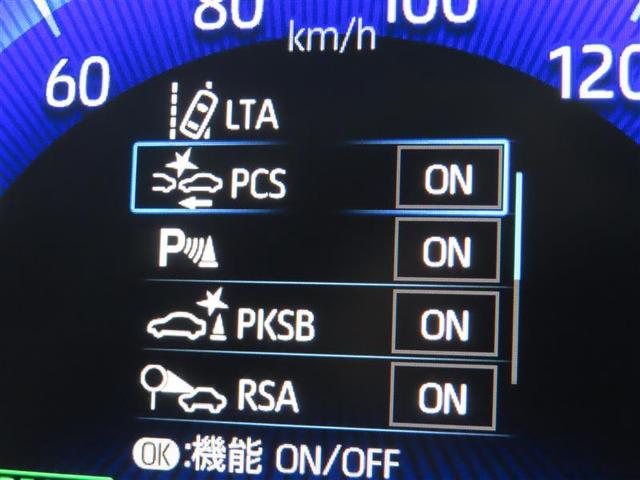 80 100
km/h
60 120
LTA
PCS ON
P ON
PKSB ON
RSA ON
OK:機能 ON/OFF